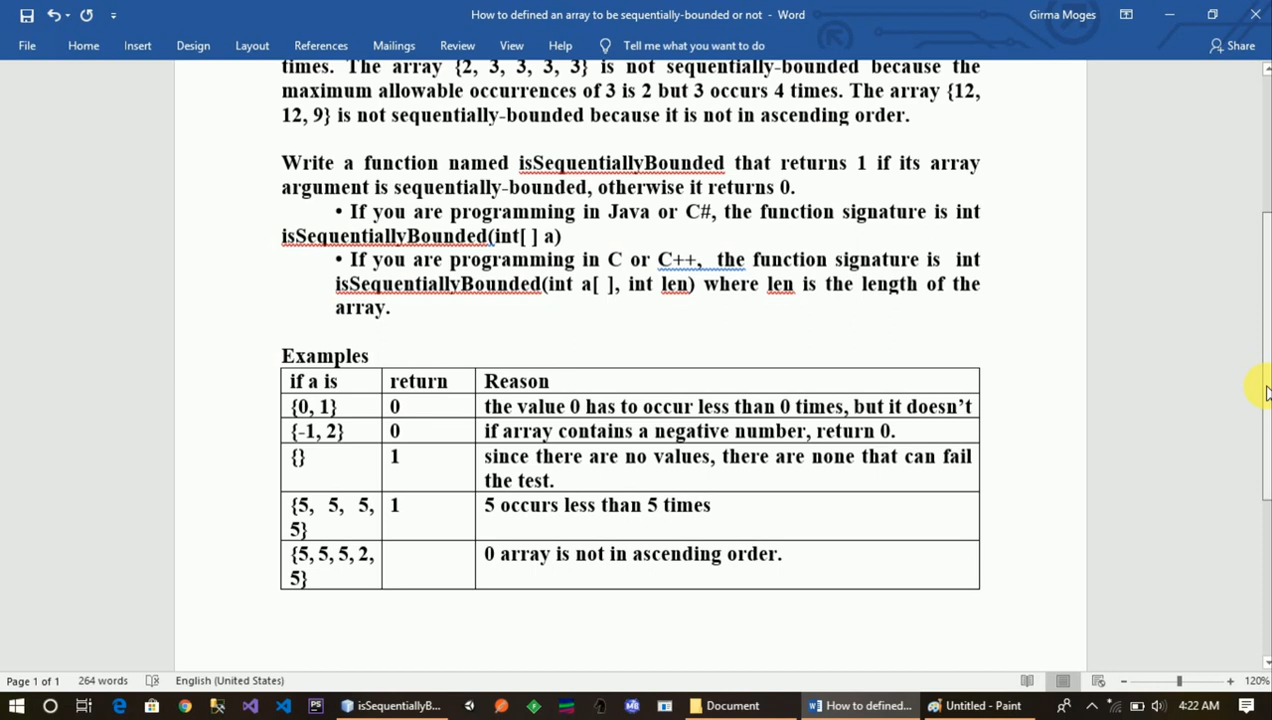 How to defined an array to be sequentially-bounded or not - Word
Girma Moges
File Home Insert Design Layout References Mailings Review View Help Tell me what you want to do Share
times. The array {2, 3, 3, 3, 3} is not sequentially-bounded because the
maximum allowable occurrences of 3 is 2 but 3 occurs 4 times. The array {12,
12, 9} is not sequentially-bounded because it is not in ascending order.
Write a function named isSequentiallyBounded that returns 1 if its array
argument is sequentially-bounded, otherwise it returns 0.
• If you are programming in Java or C#, the function signature is int
isSequentiallyBounded(int[ ] a)
• If you are programming in C or C++, the function signature is int
isSequentiallyBounded(int a[ ], int len) where len is the length of the
array.
Examples
if a is return Reason
{0, 1} 0 the value 0 has to occur less than 0 times, but it doesn't
{-1, 2} 0 if array contains a negative number, return 0.
{} 1 since there are no values, there are none that can fail
the test.
{5, 5, 5, 1 5 occurs less than 5 times
5}
{5, 5, 5, 2, 0 array is not in ascending order.
5}
Page 1 of 1 264 words English (United States) 120%
isSequentiallyB... Document How to defined... Untitled - Paint 4:22 AM